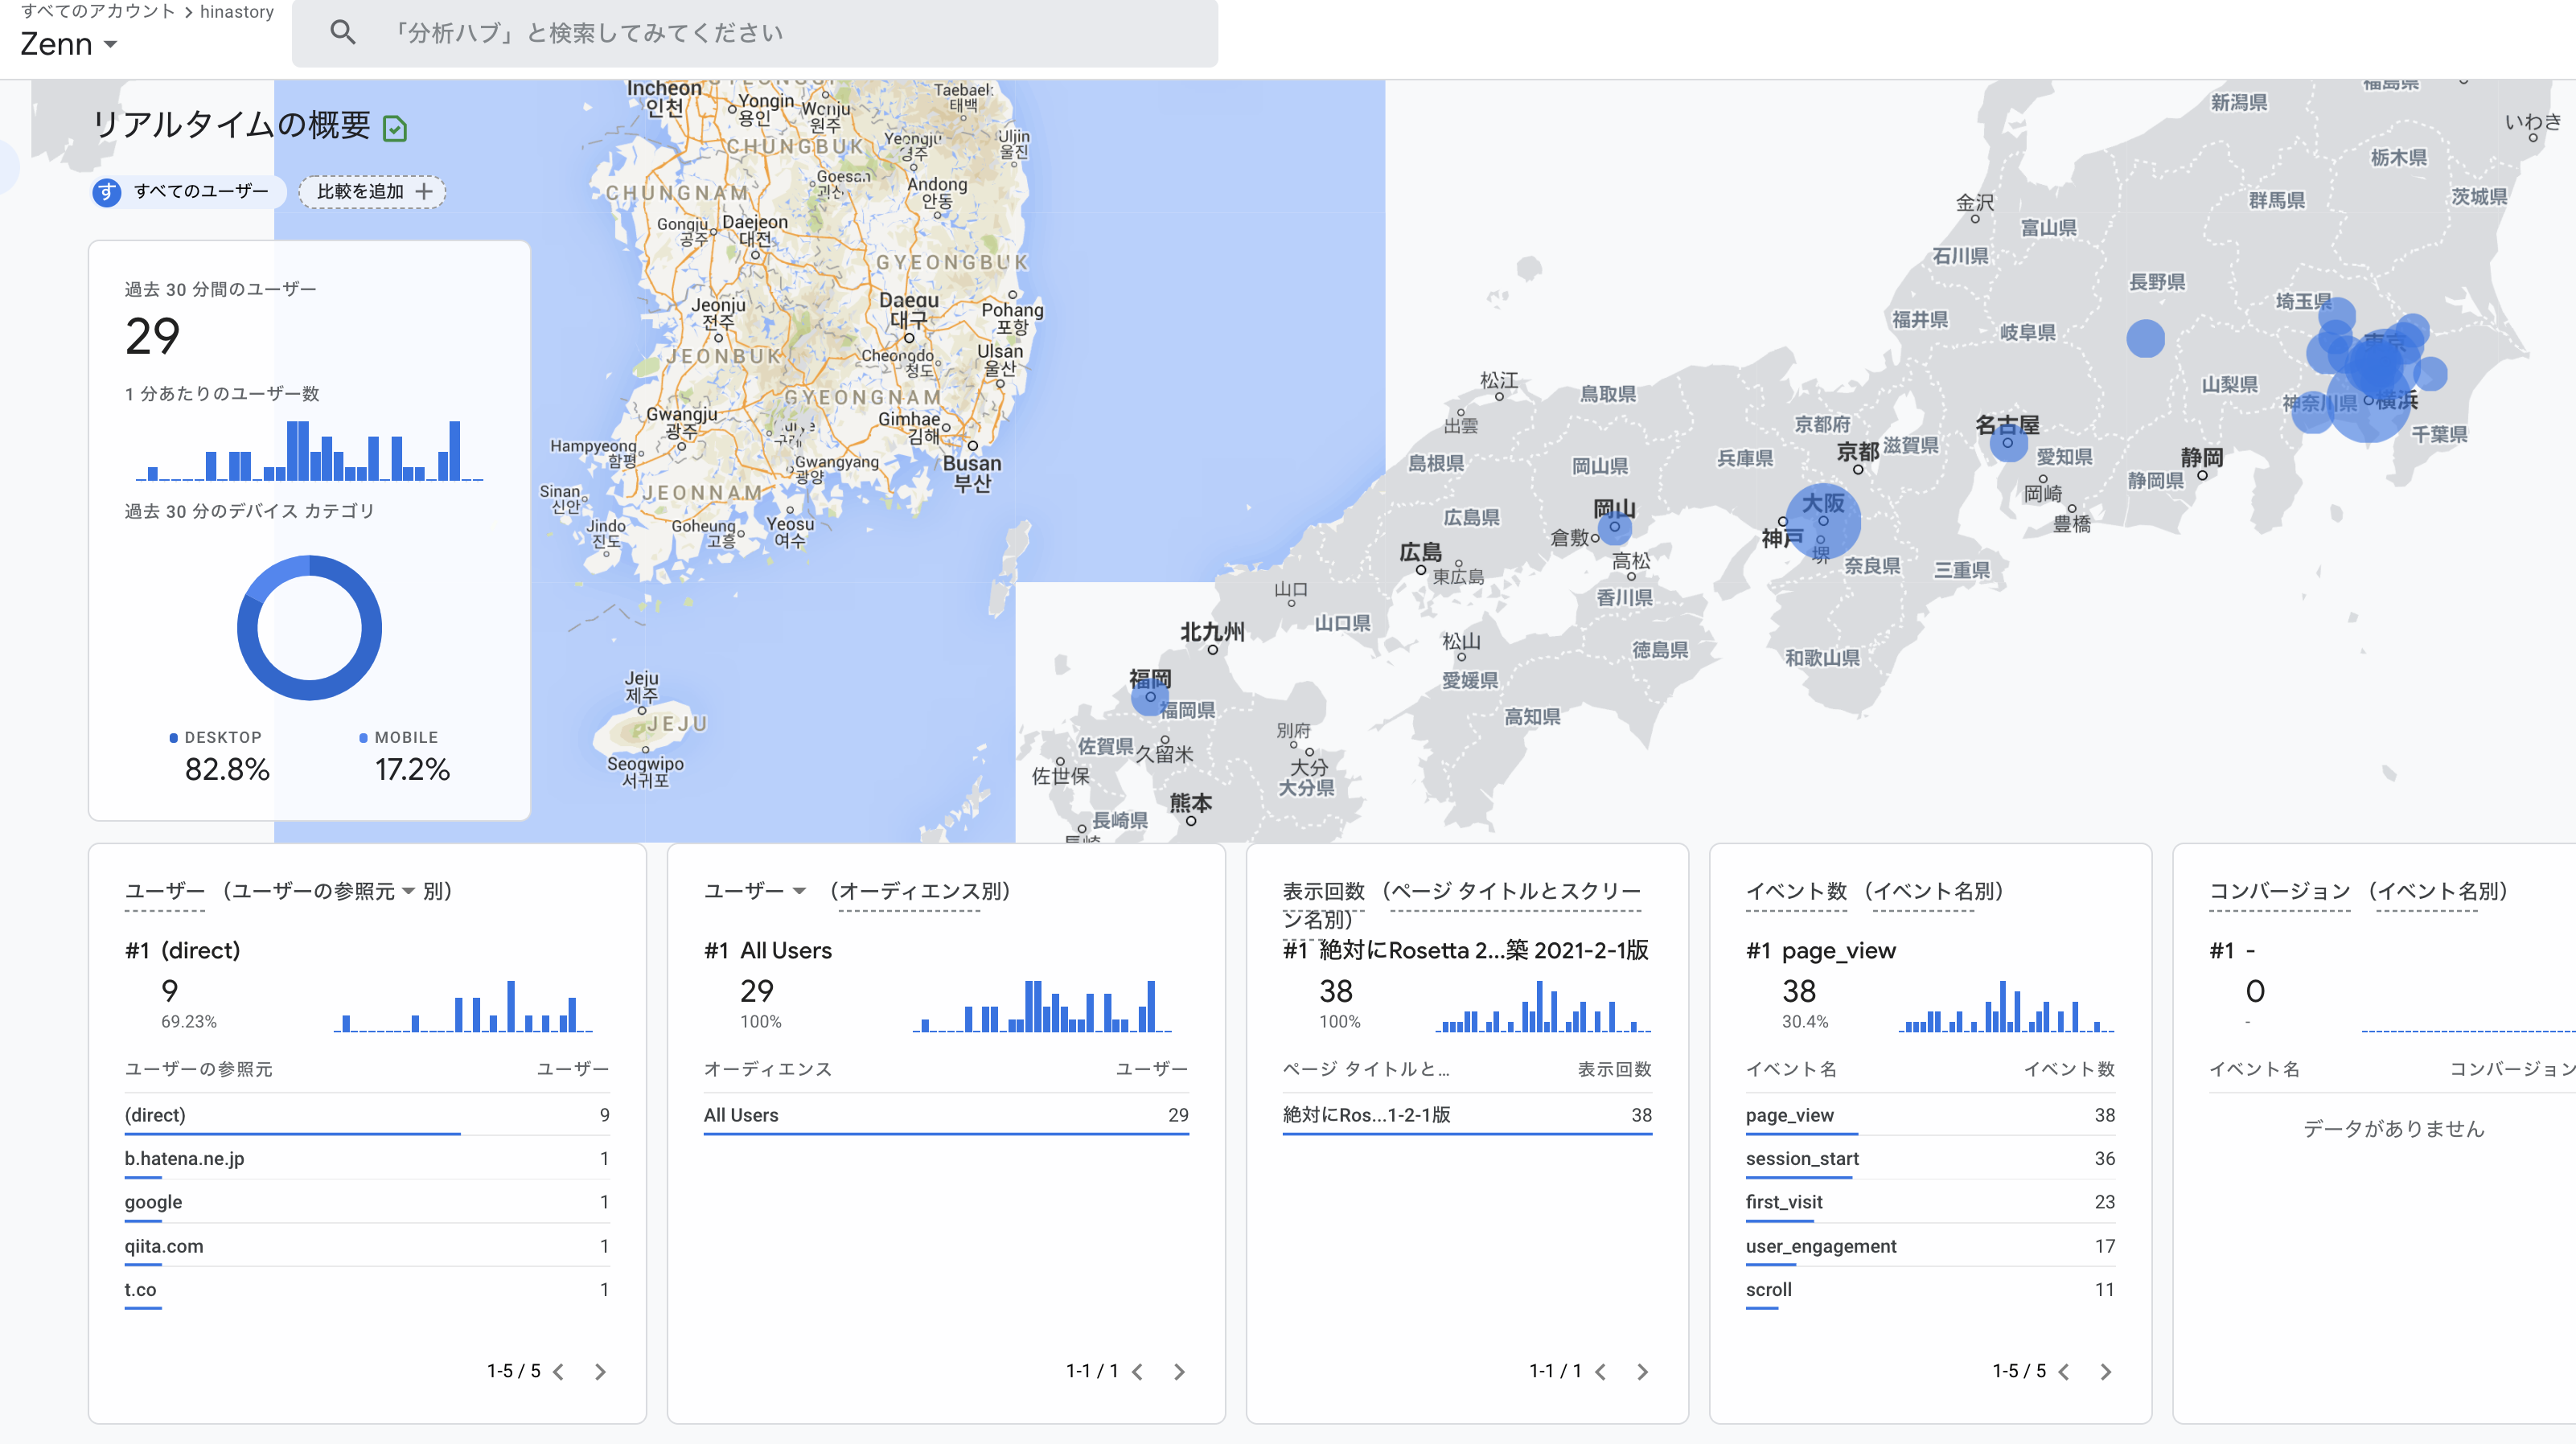 すべてのアカウント > hinastory
Zenn
「分析ハブ」と検索してみてください
リアルタイムの概要
す すべてのユーザー 比較を追加 +
過去 30 分間のユーザー
29
1 分あたりのユーザー数
過去 30 分のデバイス カテゴリ
DESKTOP
82.8%
MOBILE
17.2%
Incheon
인천
Yongin
용인
Wonju
원주
Taebaek
태백
CHUNGBUK
Yeongju
영주
Uljin
울진
CHUNGNAM
Goesan
괴산
Andong
안동
Gongju
공주
Daejeon
대전
GYEONGBUK
Jeonju
전주
Daegu
대구
Pohang
포항
JEONBUK
Cheongdo
청도
Ulsan
울산
GYEONGNAM
Gwangju
광주
Gimhae
김해
Hampyeong
함평
Gwangyang
광양
Busan
부산
Sinan
신안
JEONNAM
Jindo
진도
Goheung
고흥
Yeosu
여수
Jeju
제주
JEJU
Seogwipo
서귀포
福島県
新潟県
いわき
栃木県
金沢
群馬県
茨城県
富山県
石川県
長野県
埼玉県
福井県
岐阜県
東京
松江
鳥取県
山梨県
神奈川県
横浜
出雲
京都府
名古屋
千葉県
島根県
岡山県
兵庫県
京都
滋賀県
愛知県
静岡
静岡県
岡崎
広島県
岡山
大阪
豊橋
倉敷
神戸
堺
広島
東広島
高松
奈良県
三重県
山口
香川県
山口県
北九州
松山
徳島県
和歌山県
福岡
愛媛県
福岡県
高知県
別府
佐賀県
久留米
佐世保
大分
大分県
熊本
長崎県
長崎
ユーザー (ユーザーの参照元 別)
#1 (direct)
9
69.23%
ユーザーの参照元 ユーザー
(direct) 9
b.hatena.ne.jp 1
google 1
qiita.com 1
t.co 1
1-5 / 5
ユーザー (オーディエンス別)
#1 All Users
29
100%
オーディエンス ユーザー
All Users 29
1-1 / 1
表示回数 (ページ タイトルとスクリー
ン名別)
#1 絶対にRosetta 2...築 2021-2-1版
38
100%
ページ タイトルと... 表示回数
絶対にRos...1-2-1版 38
1-1 / 1
イベント数 (イベント名別)
#1 page_view
38
30.4%
イベント名 イベント数
page_view 38
session_start 36
first_visit 23
user_engagement 17
scroll 11
1-5 / 5
コンバージョン (イベント名別)
#1 -
0
-
イベント名 コンバージョン
データがありません